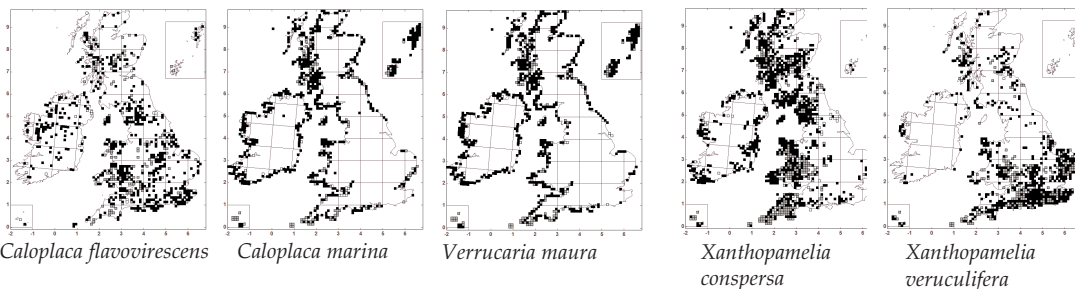 Caloplaca flavovirescens
Caloplaca marina
Verrucaria maura
Xanthopamelia
conspersa
Xanthopamelia
veruculifera